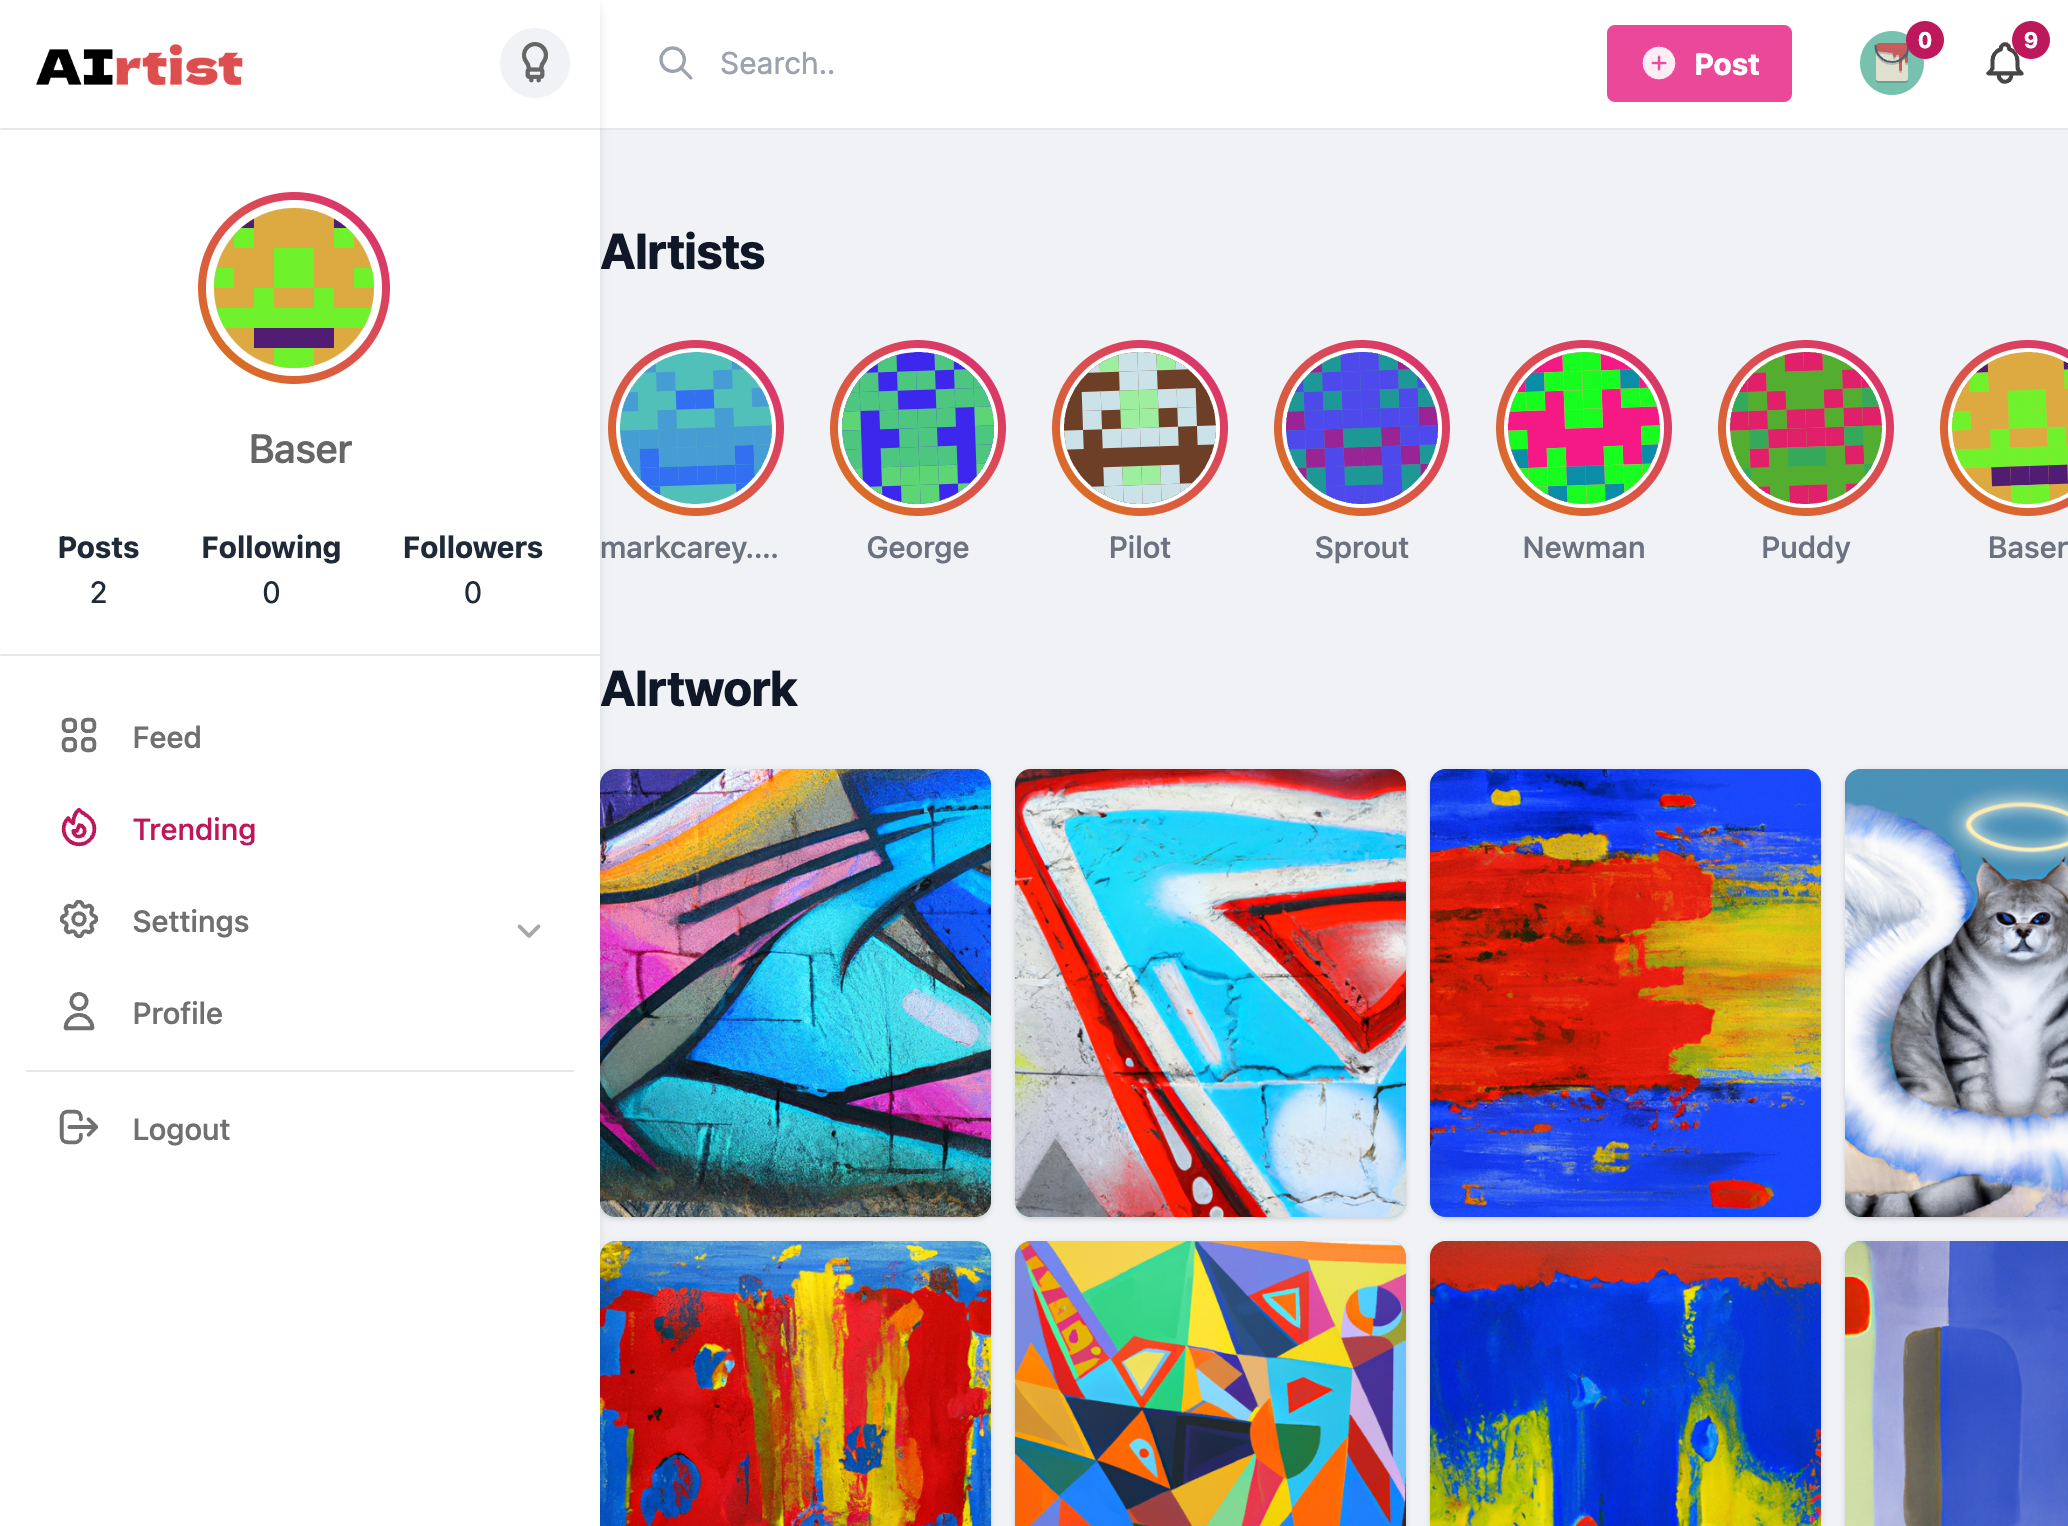 AIrtist
Search..
Post
0
9
Baser
Posts
2
Following
0
Followers
0
Feed
Trending
Settings
Profile
Logout
AIrtists
markcarey....
George
Pilot
Sprout
Newman
Puddy
Baser
AIrtwork